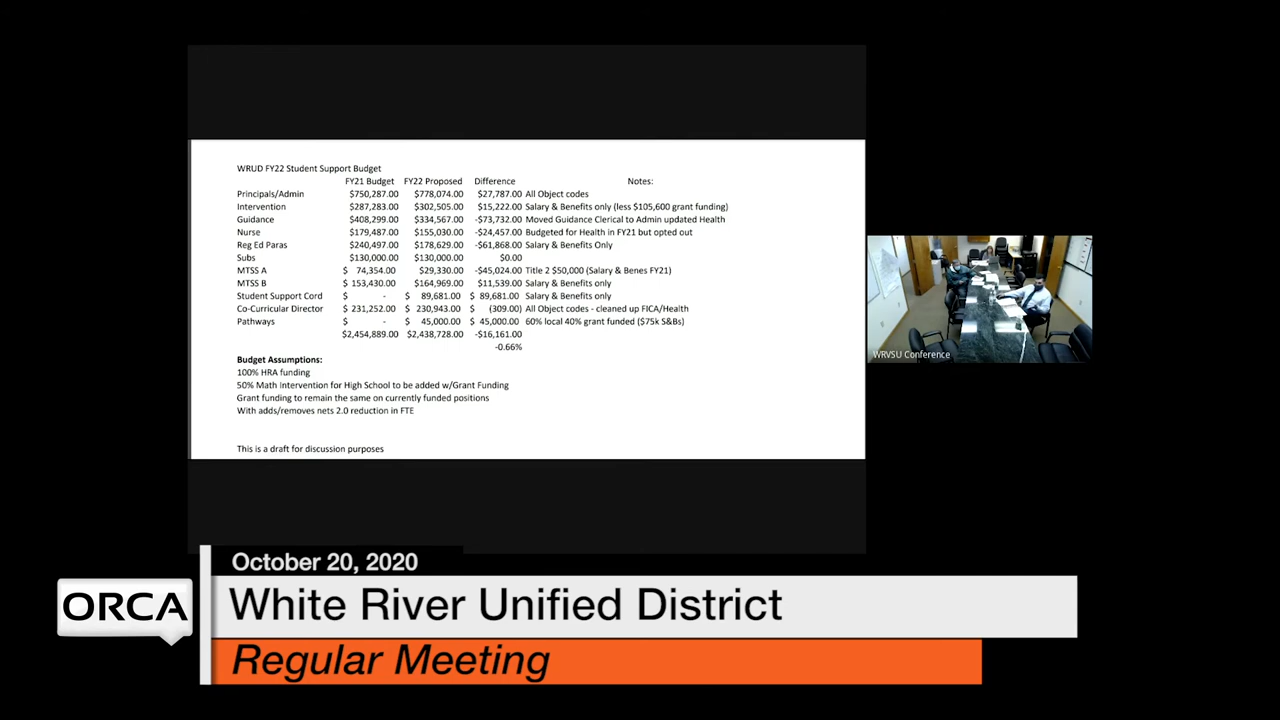 WRUD FY22 Student Support Budget
FY21 Budget FY22 Proposed Difference Notes:
Principals/Admin $750,287.00 $778,074.00 $27,787.00 All Object codes
Intervention $287,283.00 $302,505.00 $15,222.00 Salary & Benefits only (less $105,600 grant funding)
Guidance $408,299.00 $334,567.00 -$73,732.00 Moved Guidance Clerical to Admin updated Health
Nurse $179,487.00 $155,030.00 -$24,457.00 Budgeted for Health in FY21 but opted out
Reg Ed Paras $240,497.00 $178,629.00 -$61,868.00 Salary & Benefits Only
Subs $130,000.00 $130,000.00 $0.00
MTSS A $ 74,354.00 $29,330.00 -$45,024.00 Title 2 $50,000 (Salary & Benes FY21)
MTSS B $ 153,430.00 $164,969.00 $11,539.00 Salary & Benefits only
Student Support Cord $ - $ 89,681.00 $ 89,681.00 Salary & Benefits only
Co-Curricular Director $ 231,252.00 $ 230,943.00 $ (309.00) All Object codes - cleaned up FICA/Health
Pathways $ - $ 45,000.00 $ 45,000.00 60% local 40% grant funded ($75k S&Bs)
$2,454,889.00 $2,438,728.00 -$16,161.00
-0.66%
Budget Assumptions:
100% HRA funding
50% Math Intervention for High School to be added w/Grant Funding
Grant funding to remain the same on currently funded positions
With adds/removes nets 2.0 reduction in FTE
This is a draft for discussion purposes
WRVSU Conference
October 20, 2020
ORCA
White River Unified District
Regular Meeting